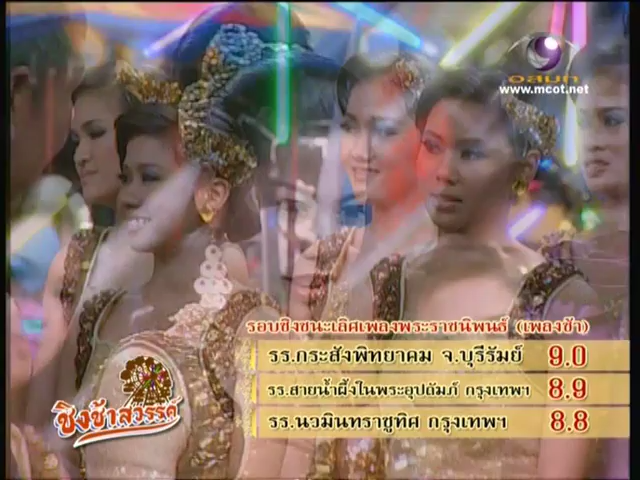 อสมท
www.mcot.net
รอบชิงชนะเลิศเพลงพระราชนิพนธ์ (เพลงช้า)
รร.กระสังพิทยาคม จ.บุรีรัมย์ 9.0
รร.สายน้ำผึ้งในพระอุปถัมภ์ กรุงเทพฯ 8.9
รร.นวมินทราชูทิศ กรุงเทพฯ 8.8
ชิงช้าสวรรค์